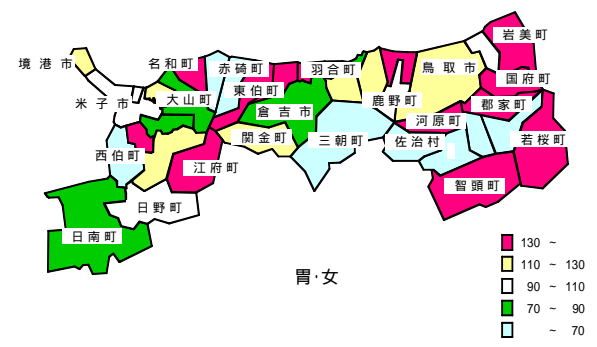 岩美町
境港市
名和町
赤碕町
羽合町
鳥取市
国府町
東伯町
米子市
大山町
鹿野町
郡家町
倉吉市
河原町
関金町
三朝町
佐治村
若桜町
西伯町
江府町
智頭町
日野町
日南町
胃·女
130 ~
110 ~ 130
90 ~ 110
70 ~ 90
~ 70